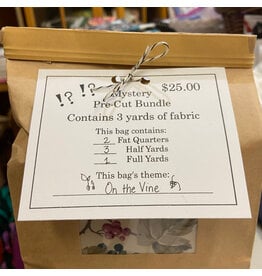 !? !? Mystery $25.00
Pre-Cut Bundle
Contains 3 yards of fabric
This bag contains:
2 Fat Quarters
3 Half Yards
1 Full Yards
This bag's theme:
On the Vine